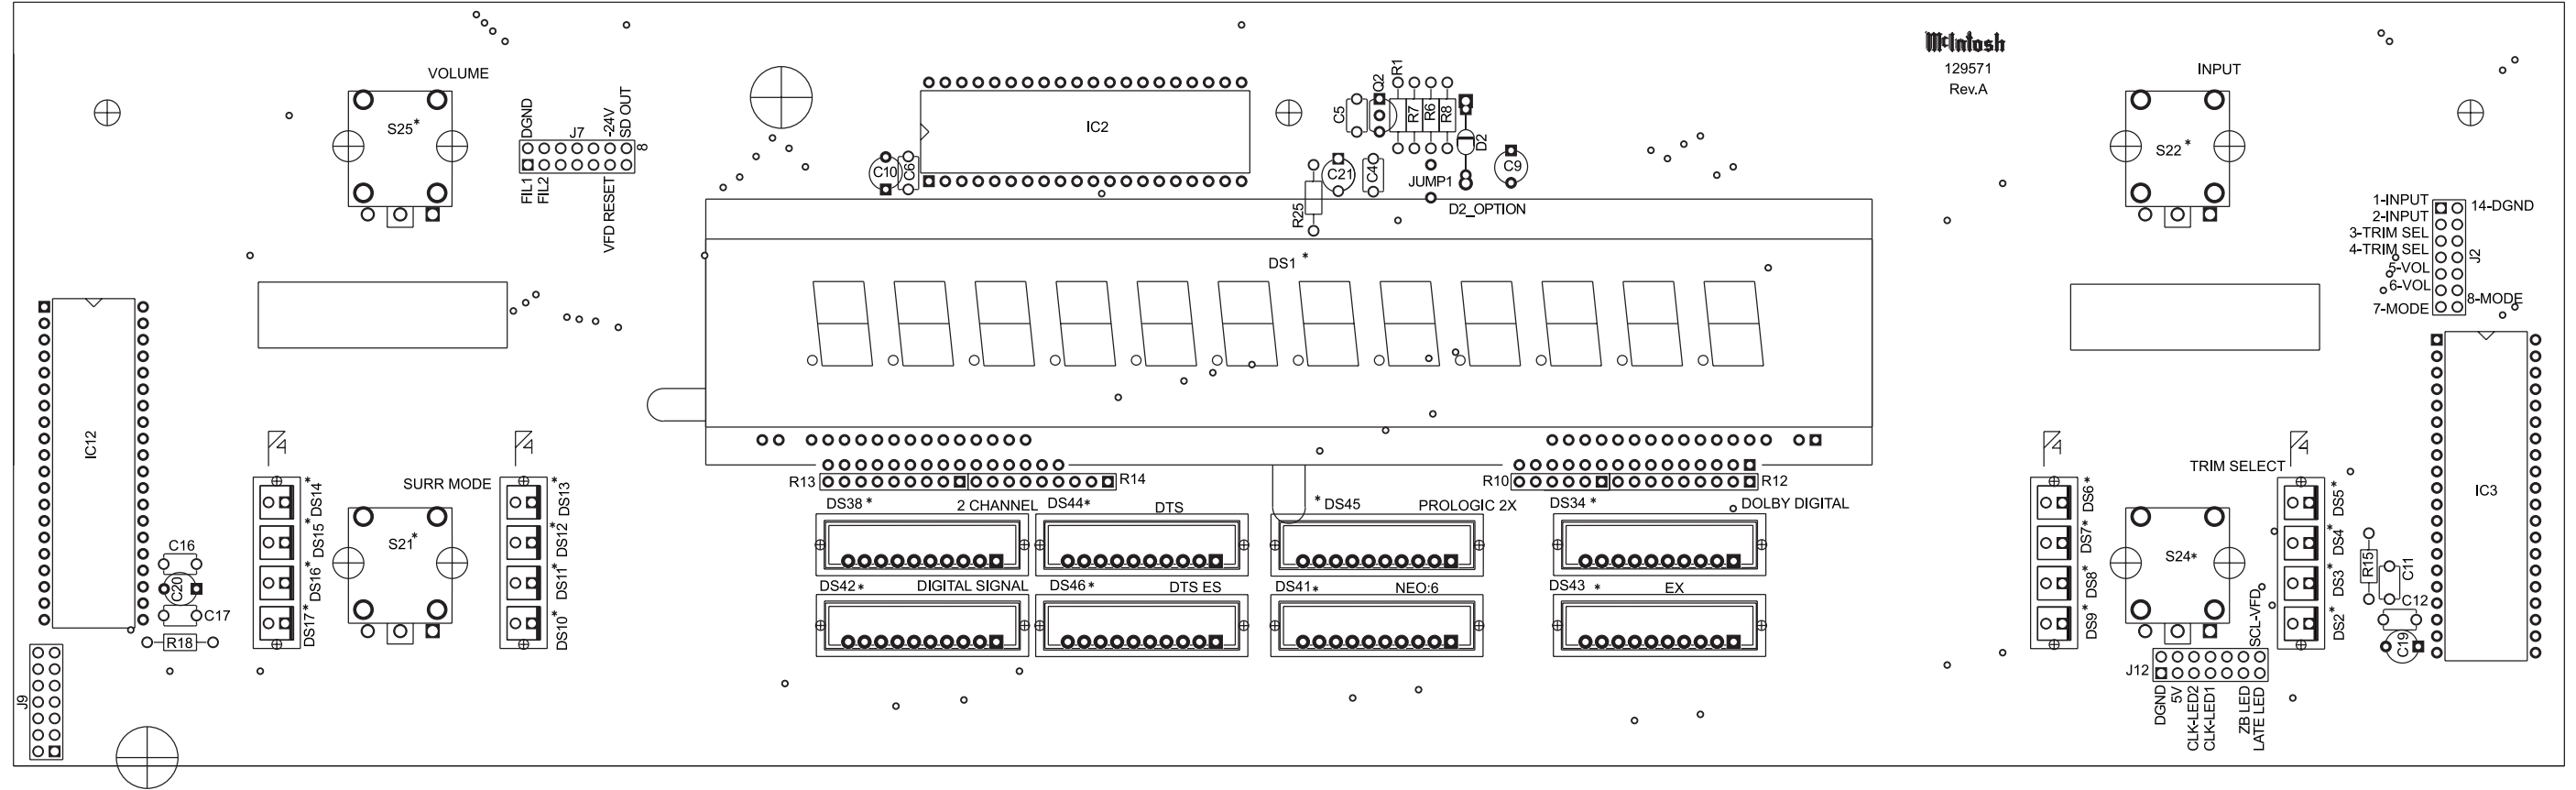 McIntosh
129571
Rev.A
VOLUME
S25*
DGND
J7
-24V
SD OUT
8
FIL1
FIL2
VFD RESET
IC2
C10
C6
C5
Q2
R1
R7
R6
R8
D2
C21
C4
JUMP1
C9
R25
D2_OPTION
INPUT
S22*
1-INPUT
2-INPUT
3-TRIM SEL
4-TRIM SEL
5-VOL
6-VOL
7-MODE
14-DGND
J2
8-MODE
DS1*
IC12
C16
C20
C17
R18
J9
DS14*
DS15*
DS16*
DS17*
SURR MODE
S21*
DS13*
DS12*
DS11*
DS10*
R13
R14
R10
R12
DS38*
2 CHANNEL
DS44*
DTS
*DS45
PROLOGIC 2X
DS34*
DOLBY DIGITAL
DS42*
DIGITAL SIGNAL
DS46*
DTS ES
DS41*
NEO:6
DS43*
EX
DS6*
DS7*
DS8*
DS9*
TRIM SELECT
S24*
SCL-VFD
DS5*
DS4*
DS3*
DS2*
R15
C11
C12
C19
IC3
J12
DGND
5V
CLK-LED2
CLK-LED1
ZB LED
LATE LED